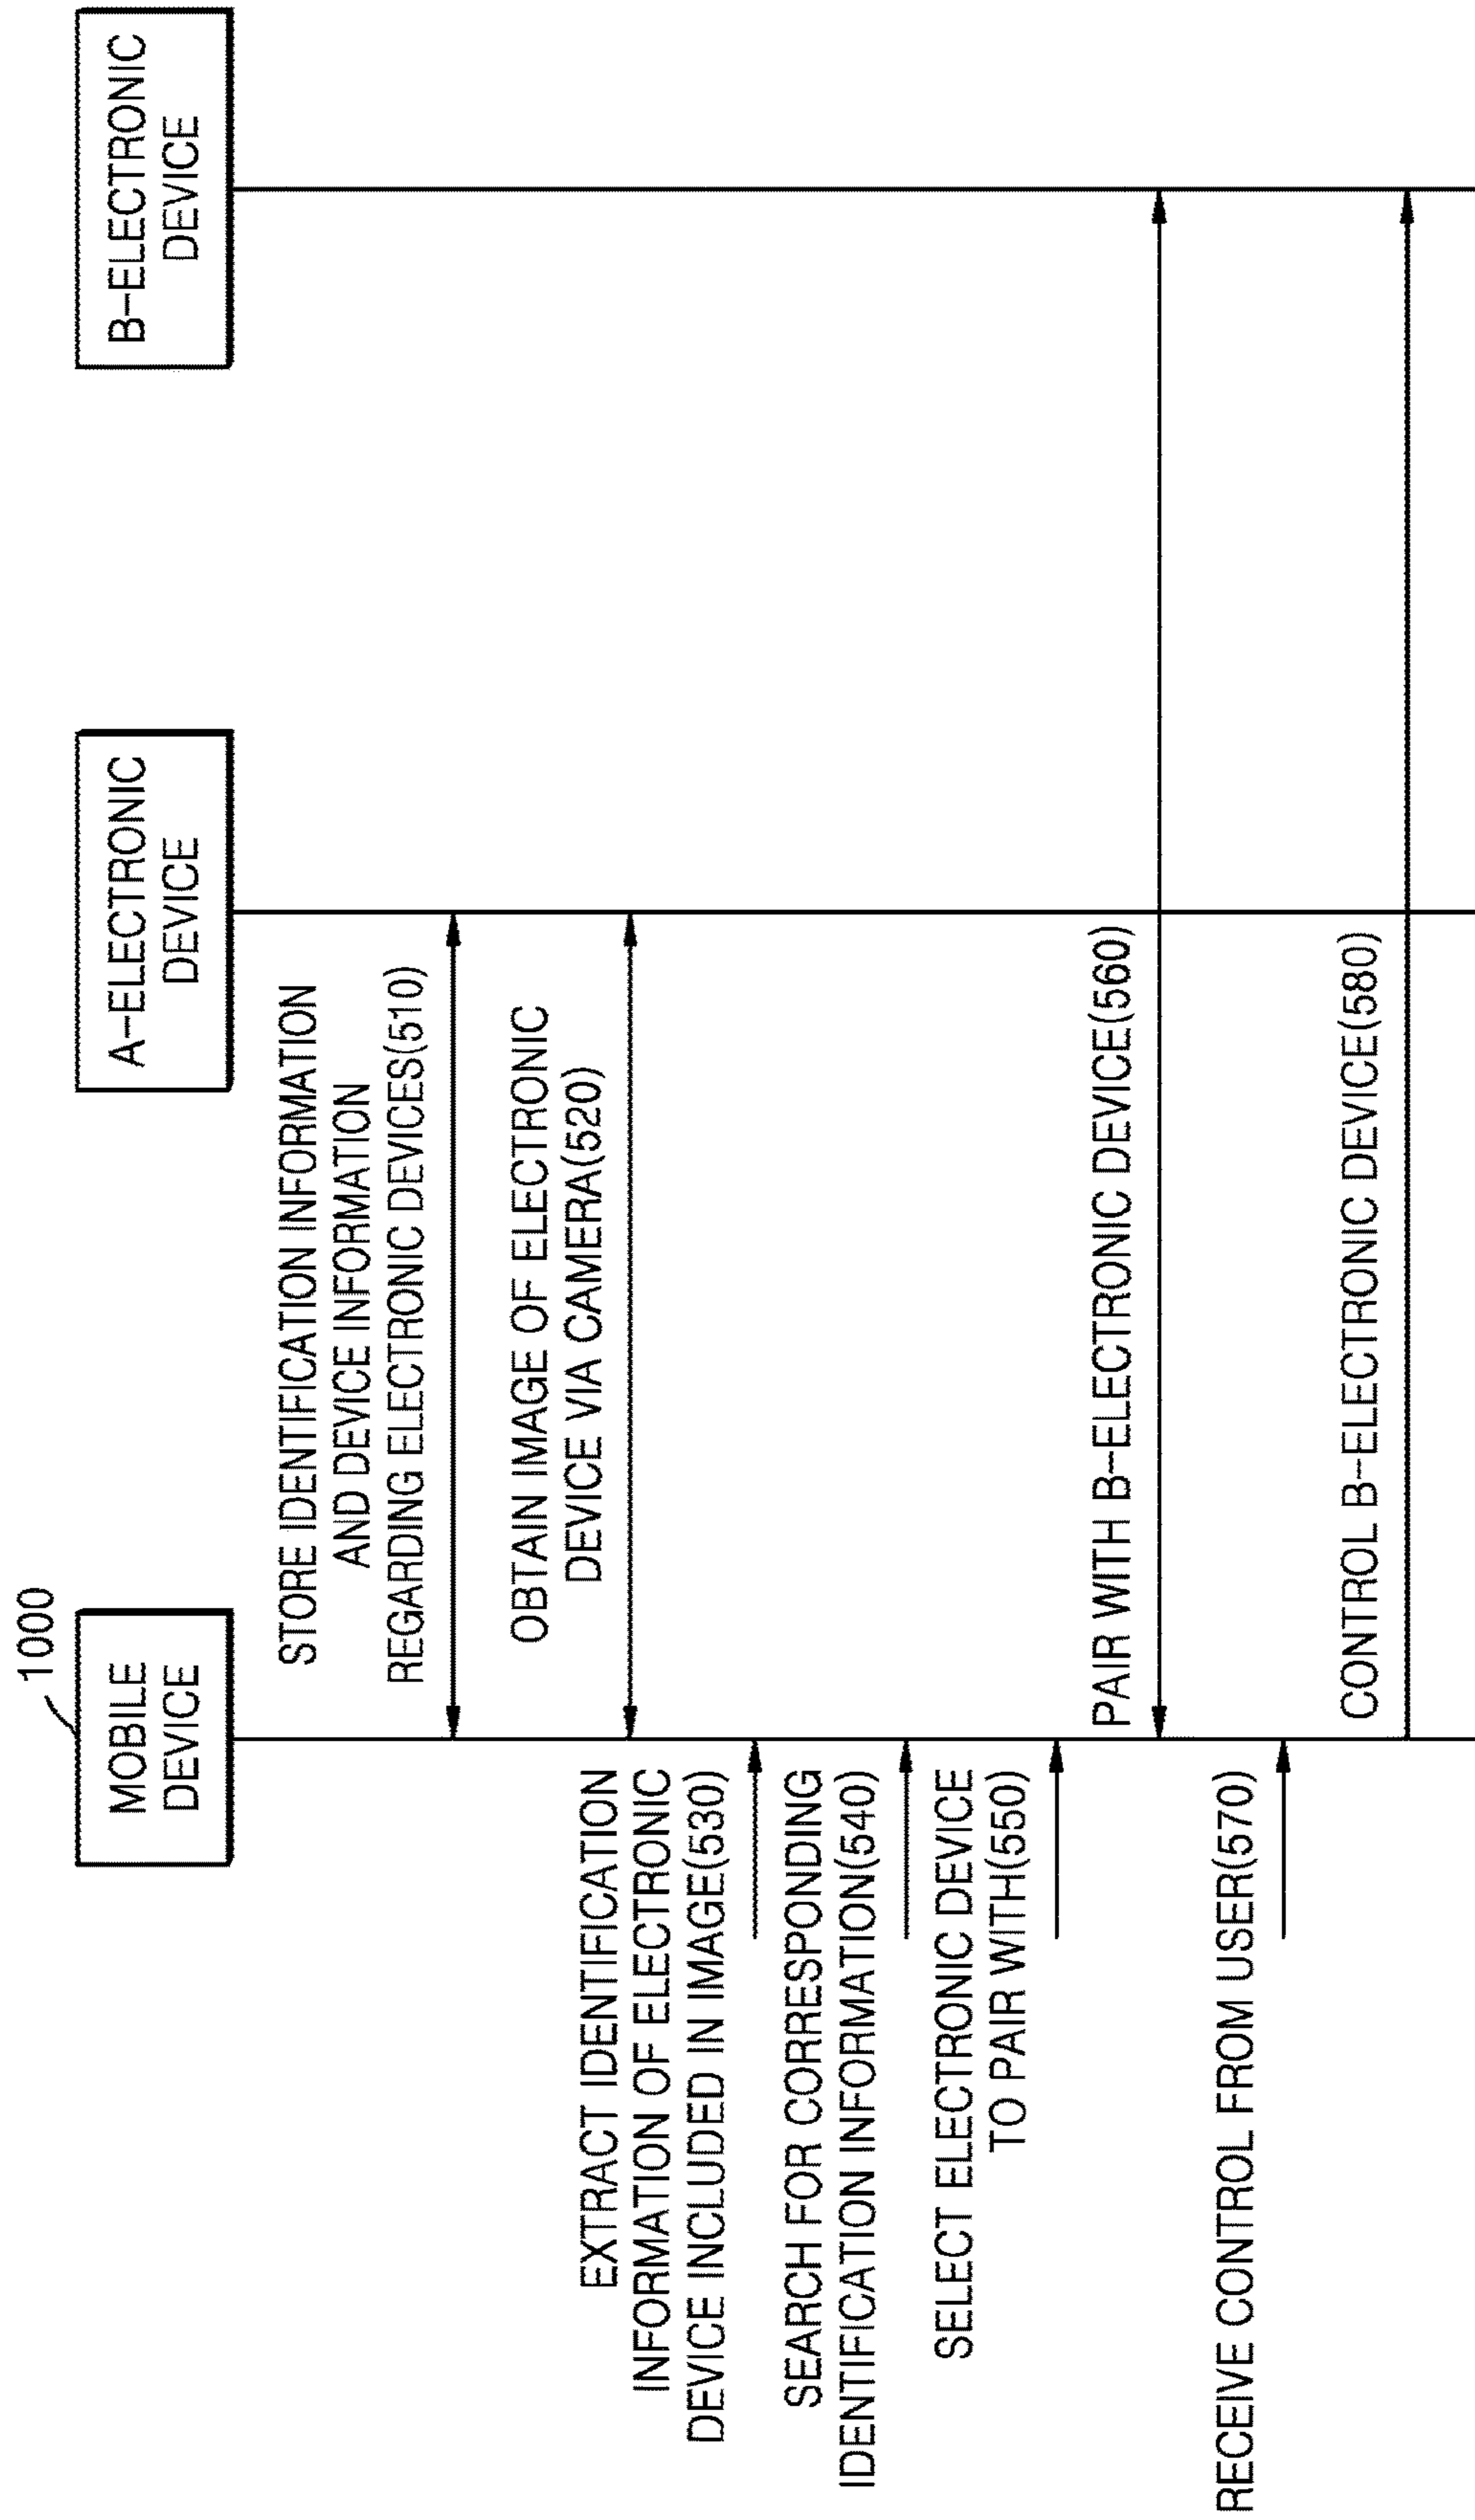 1000
MOBILE
DEVICE
A-ELECTRONIC
DEVICE
B-ELECTRONIC
DEVICE
STORE IDENTIFICATION INFORMATION
AND DEVICE INFORMATION
REGARDING ELECTRONIC DEVICES(510)
OBTAIN IMAGE OF ELECTRONIC
DEVICE VIA CAMERA(520)
EXTRACT IDENTIFICATION
INFORMATION OF ELECTRONIC
DEVICE INCLUDED IN IMAGE(530)
SEARCH FOR CORRESPONDING
IDENTIFICATION INFORMATION(540)
SELECT ELECTRONIC DEVICE
TO PAIR WITH(550)
PAIR WITH B-ELECTRONIC DEVICE(560)
RECEIVE CONTROL FROM USER(570)
CONTROL B-ELECTRONIC DEVICE(580)